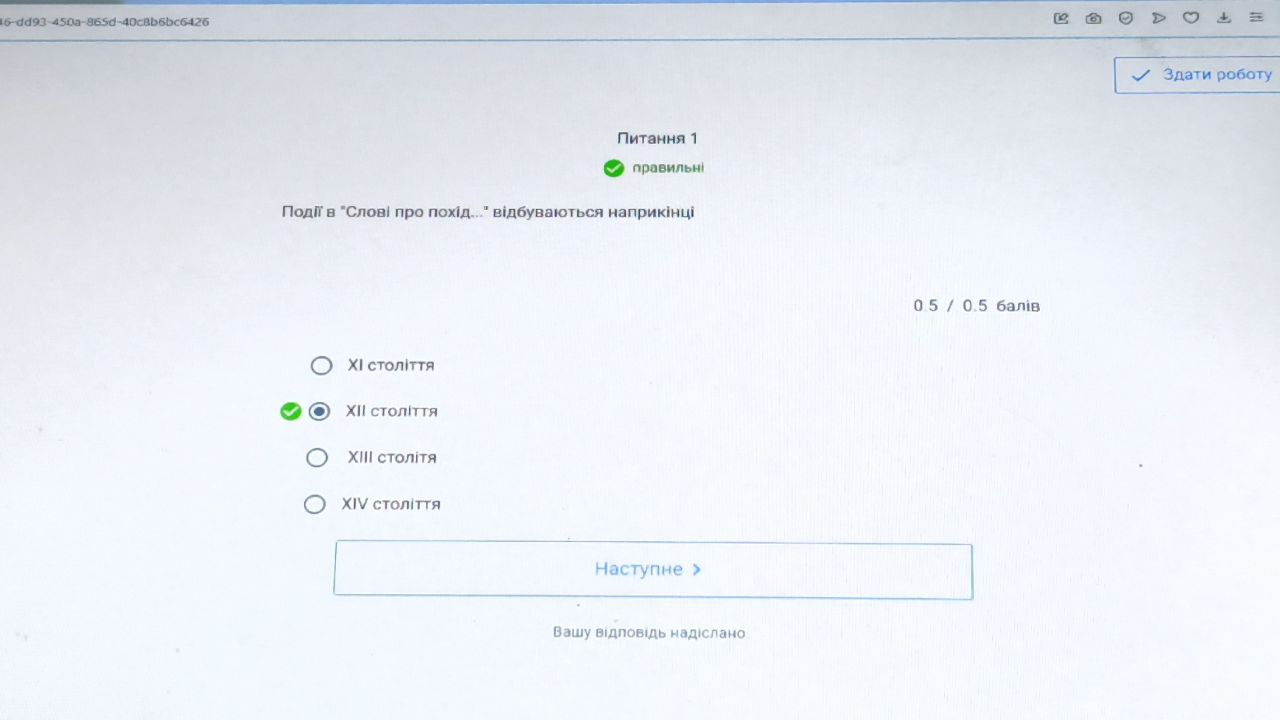 46-dd93-450a-865d-40c8b6bc6426
Здати роботу
Питання 1
правильні
Події в "Слові про похід..." відбуваються наприкінці
0.5 / 0.5 балів
XI століття
XII століття
XIII столітя
XIV століття
Наступне >
Вашу відповідь надіслано